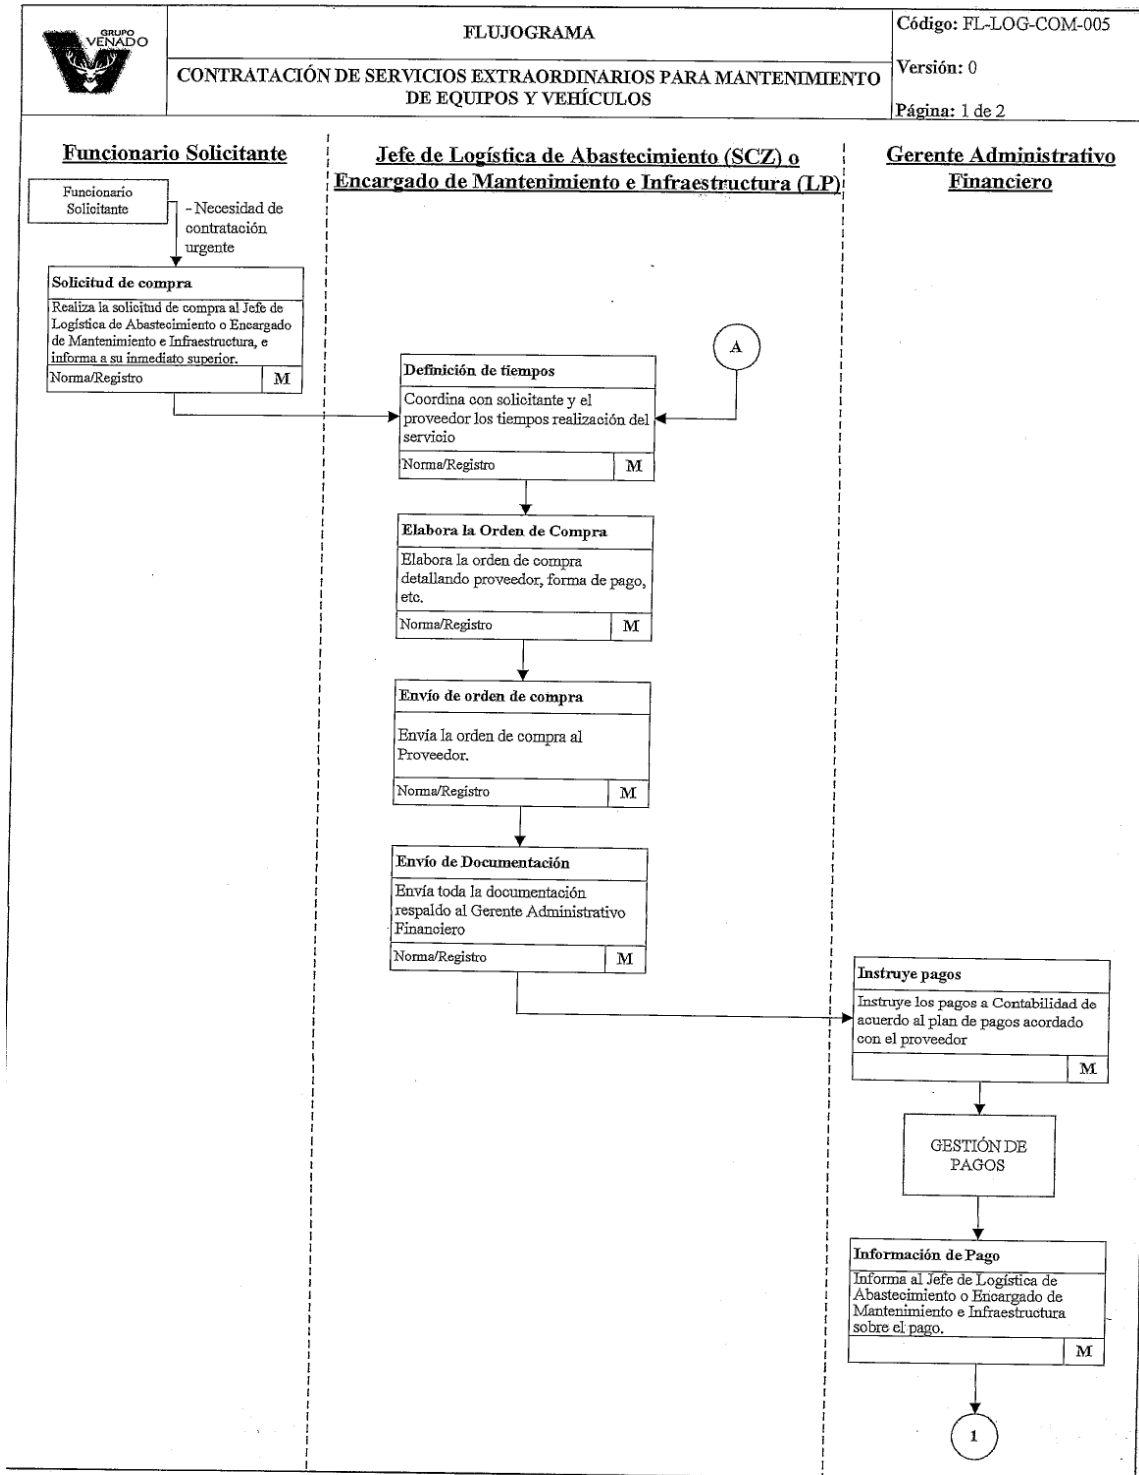 GRUPO
VENADO
FLUJOGRAMA
CONTRATACIÓN DE SERVICIOS EXTRAORDINARIOS PARA MANTENIMIENTO
DE EQUIPOS Y VEHÍCULOS
Código: FL-LOG-COM-005
Versión: 0
Página: 1 de 2
Funcionario Solicitante
Jefe de Logística de Abastecimiento (SCZ) o
Encargado de Mantenimiento e Infraestructura (LP)
Gerente Administrativo
Financiero
Funcionario
Solicitante
- Necesidad de
contratación
urgente
Solicitud de compra
Realiza la solicitud de compra al Jefe de
Logística de Abastecimiento o Encargado
de Mantenimiento e Infraestructura, e
informa a su inmediato superior.
Norma/Registro M
A
Definición de tiempos
Coordina con solicitante y el
proveedor los tiempos realización del
servicio
Norma/Registro M
Elabora la Orden de Compra
Elabora la orden de compra
detallando proveedor, forma de pago,
etc.
Norma/Registro M
Envío de orden de compra
Envía la orden de compra al
Proveedor.
Norma/Registro M
Envío de Documentación
Envía toda la documentación
respaldo al Gerente Administrativo
Financiero
Norma/Registro M
Instruye pagos
Instruye los pagos a Contabilidad de
acuerdo al plan de pagos acordado
con el proveedor
M
GESTIÓN DE
PAGOS
Información de Pago
Informa al Jefe de Logística de
Abastecimiento o Encargado de
Mantenimiento e Infraestructura
sobre el pago.
M
1